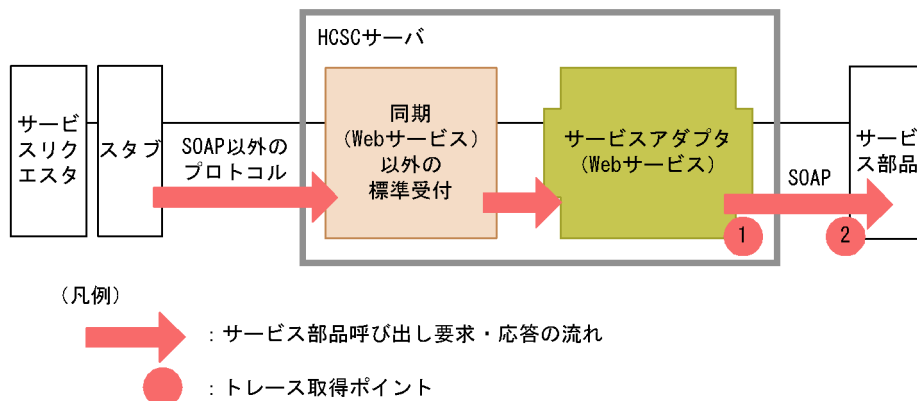 HCSCサーバ
サービ
スリク
エスタ
スタブ
SOAP以外の
プロトコル
同期
(Webサービス)
以外の
標準受付
サービスアダプタ
(Webサービス)
SOAP
サービ
ス部品
1
2
(凡例)
:サービス部品呼び出し要求・応答の流れ
:トレース取得ポイント